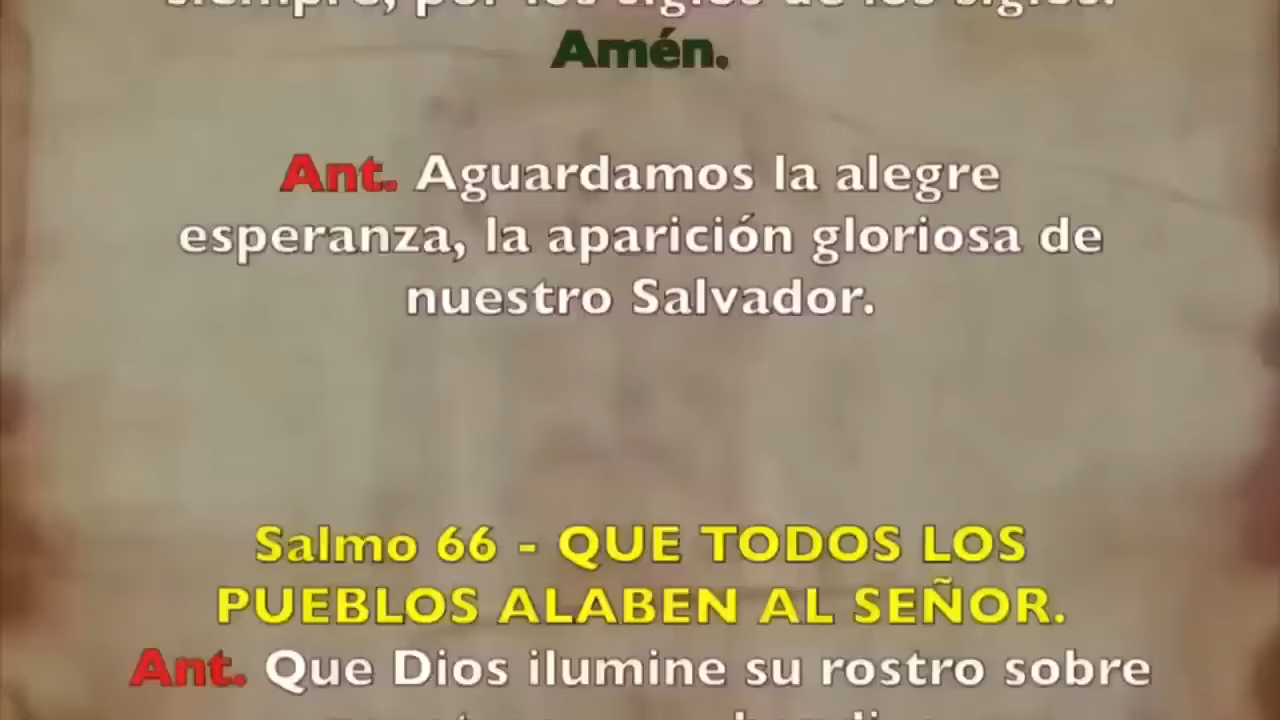 siempre, por los siglos de los siglos.
Amén.
Ant. Aguardamos la alegre
esperanza, la aparición gloriosa de
nuestro Salvador.
Salmo 66 - QUE TODOS LOS
PUEBLOS ALABEN AL SEÑOR.
Ant. Que Dios ilumine su rostro sobre